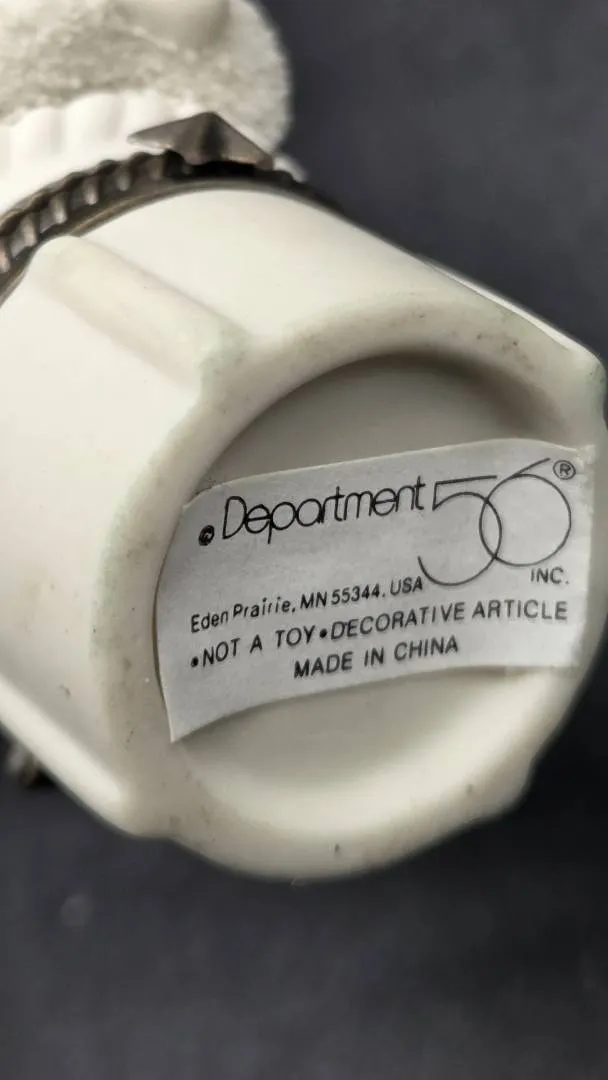 © Department 56 ®
INC.
Eden Prairie, MN 55344. USA
•NOT A TOY•DECORATIVE ARTICLE
MADE IN CHINA